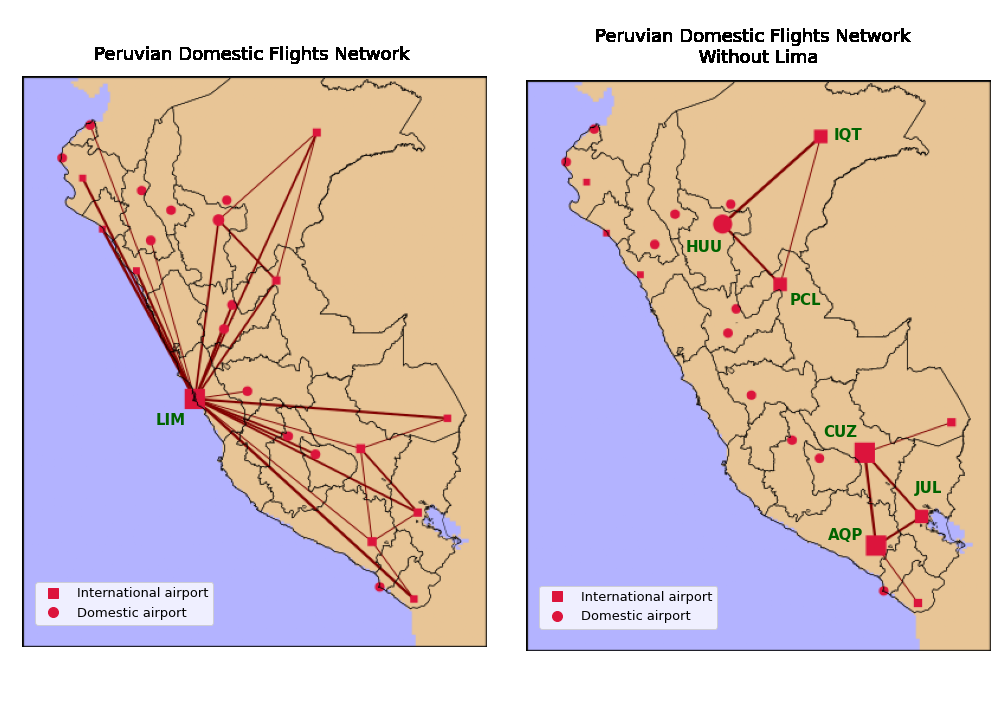 Peruvian Domestic Flights Network
LIM
International airport
Domestic airport
Peruvian Domestic Flights Network
Without Lima
IQT
HUU
PCL
CUZ
JUL
AQP
International airport
Domestic airport